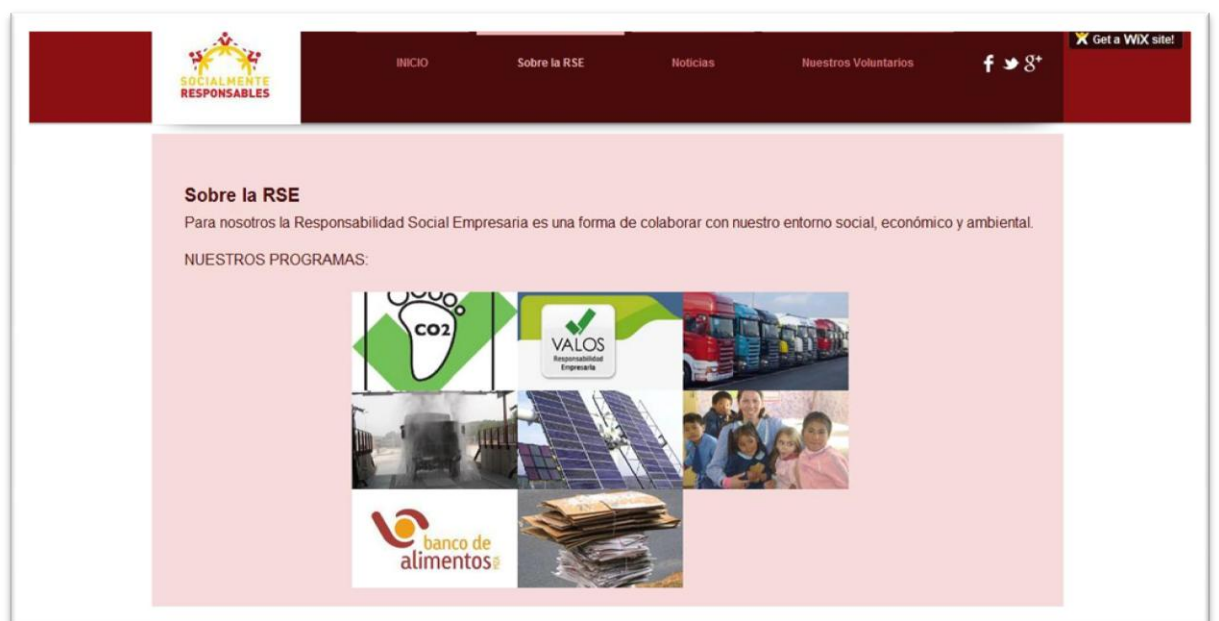 SOCIALMENTE
RESPONSABLES
INICIO
Sobre la RSE
Noticias
Nuestros Voluntarios
Get a WiX site!
Sobre la RSE
Para nosotros la Responsabilidad Social Empresaria es una forma de colaborar con nuestro entorno social, económico y ambiental.
NUESTROS PROGRAMAS:
CO2
VALOS
Responsabilidad
Empresaria
banco de
alimentos